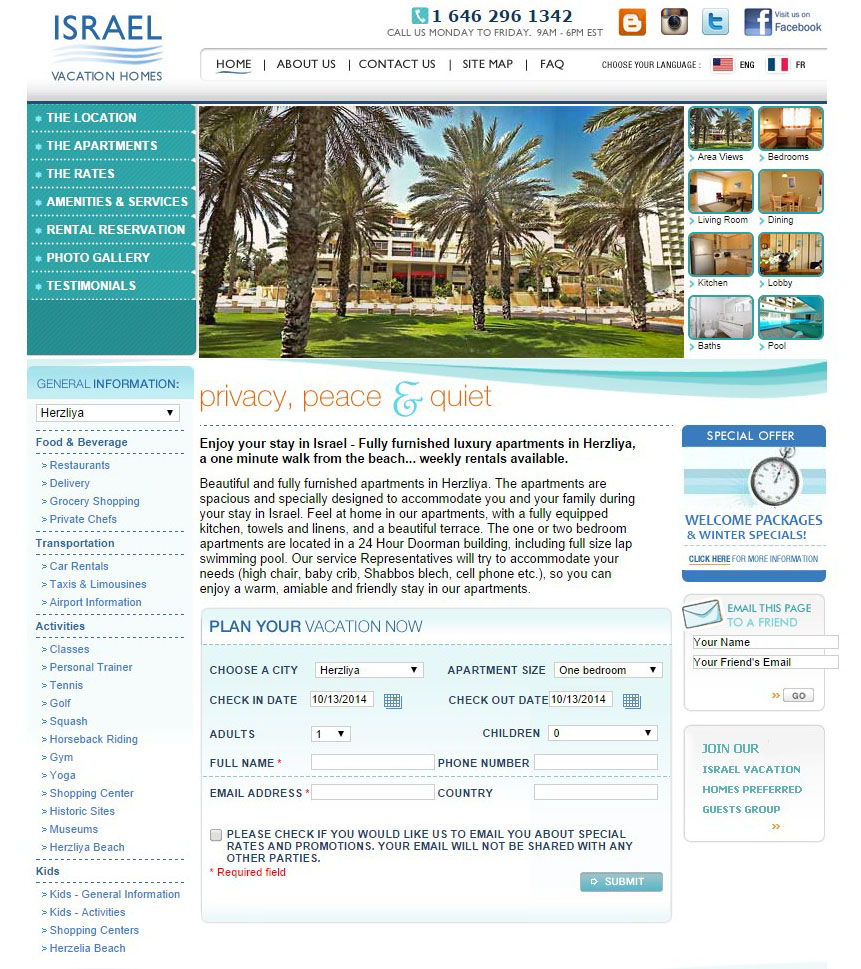 ISRAEL
VACATION HOMES
1 646 296 1342
CALL US MONDAY TO FRIDAY. 9AM - 6PM EST
Visit us on
Facebook
HOME | ABOUT US | CONTACT US | SITE MAP | FAQ
CHOOSE YOUR LANGUAGE : ENG FR
THE LOCATION
THE APARTMENTS
THE RATES
AMENITIES & SERVICES
RENTAL RESERVATION
PHOTO GALLERY
TESTIMONIALS
Area Views
Bedrooms
Living Room
Dining
Kitchen
Lobby
Baths
Pool
GENERAL INFORMATION:
Herzliya
Food & Beverage
> Restaurants
> Delivery
> Grocery Shopping
> Private Chefs
Transportation
> Car Rentals
> Taxis & Limousines
> Airport Information
Activities
> Classes
> Personal Trainer
> Tennis
> Golf
> Squash
> Horseback Riding
> Gym
> Yoga
> Shopping Center
> Historic Sites
> Museums
> Herzliya Beach
Kids
> Kids - General Information
> Kids - Activities
> Shopping Centers
> Herzelia Beach
privacy, peace & quiet
Enjoy your stay in Israel - Fully furnished luxury apartments in Herzliya,
a one minute walk from the beach... weekly rentals available.
Beautiful and fully furnished apartments in Herzliya. The apartments are
spacious and specially designed to accommodate you and your family during
your stay in Israel. Feel at home in our apartments, with a fully equipped
kitchen, towels and linens, and a beautiful terrace. The one or two bedroom
apartments are located in a 24 Hour Doorman building, including full size lap
swimming pool. Our service Representatives will try to accommodate your
needs (high chair, baby crib, Shabbos blech, cell phone etc.), so you can
enjoy a warm, amiable and friendly stay in our apartments.
PLAN YOUR VACATION NOW
CHOOSE A CITY Herzliya APARTMENT SIZE One bedroom
CHECK IN DATE 10/13/2014 CHECK OUT DATE 10/13/2014
ADULTS 1 CHILDREN 0
FULL NAME * PHONE NUMBER
EMAIL ADDRESS * COUNTRY
PLEASE CHECK IF YOU WOULD LIKE US TO EMAIL YOU ABOUT SPECIAL
RATES AND PROMOTIONS. YOUR EMAIL WILL NOT BE SHARED WITH ANY
OTHER PARTIES.
* Required field
SUBMIT
SPECIAL OFFER
WELCOME PACKAGES
& WINTER SPECIALS!
CLICK HERE FOR MORE INFORMATION
EMAIL THIS PAGE
TO A FRIEND
Your Name
Your Friend's Email
GO
JOIN OUR
ISRAEL VACATION
HOMES PREFERRED
GUESTS GROUP